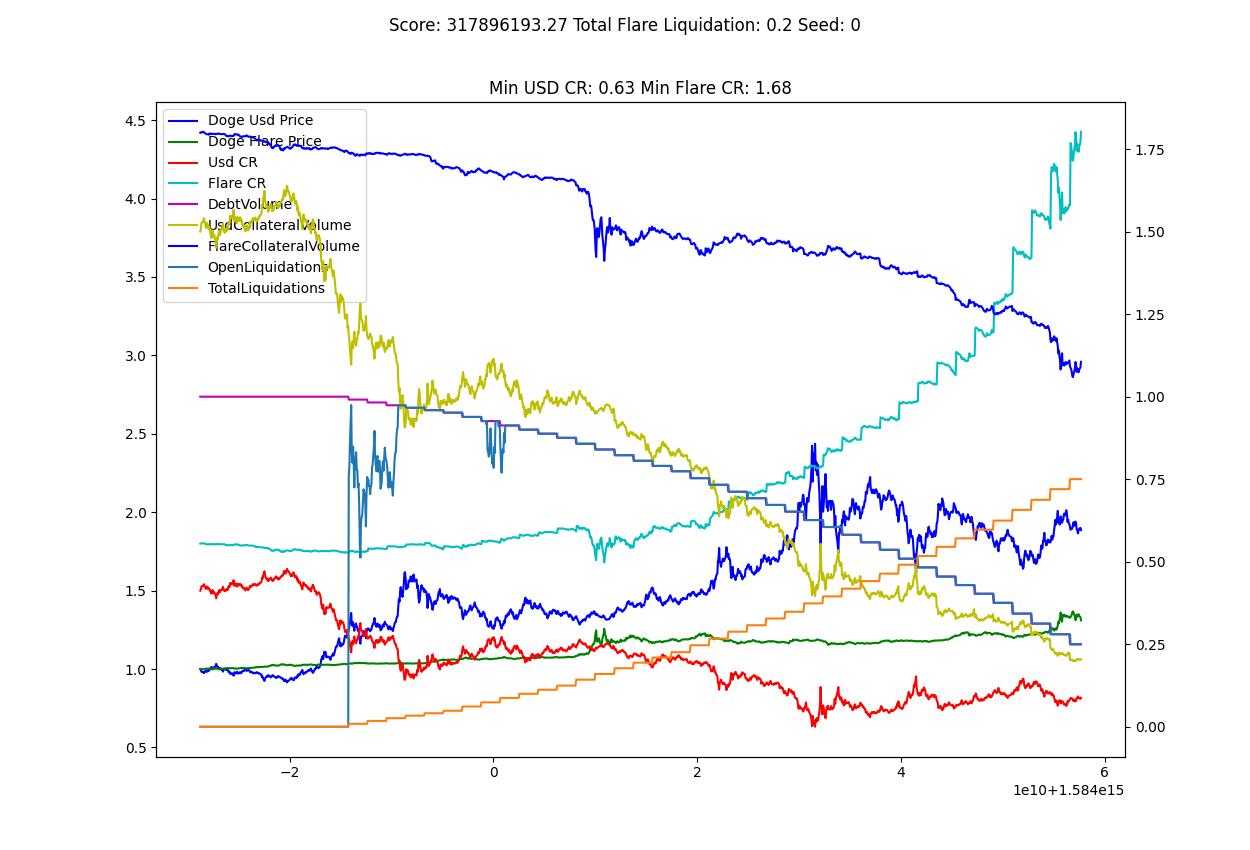 Score: 317896193.27 Total Flare Liquidation: 0.2 Seed: 0
Min USD CR: 0.63 Min Flare CR: 1.68
4.5
4.0
3.5
3.0
2.5
2.0
1.5
1.0
0.5
Doge Usd Price
Doge Flare Price
Usd CR
Flare CR
DebtVolume
UsdCollateralVolume
FlareCollateralVolume
OpenLiquidations
TotalLiquidations
1.75
1.50
1.25
1.00
0.75
0.50
0.25
0.00
−2 0 2 4 6
1e10+1.584e15